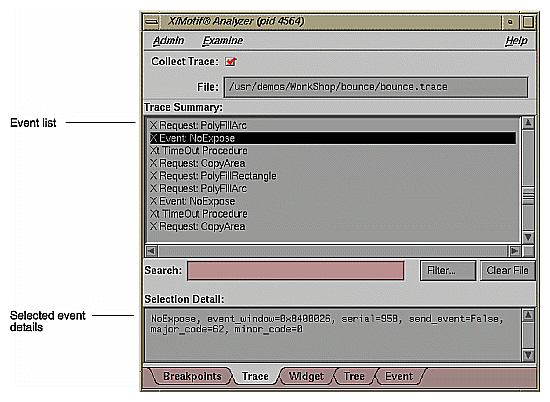 X/Motif® Analyzer (pid 4564)
Admin Examine Help
Collect Trace:
File: /usr/demos/WorkShop/bounce/bounce.trace
Trace Summary:
Event list
X Request: PolyFillArc
X Event: NoExpose
Xt TimeOut Procedure
X Request: CopyArea
X Request: PolyFillRectangle
X Request: PolyFillArc
X Event: NoExpose
Xt TimeOut Procedure
X Request: CopyArea
Search: Filter... Clear File
Selection Detail:
Selected event
details
NoExpose, event_window=0x8400026, serial=958, send_event=False,
major_code=62, minor_code=0
Breakpoints Trace Widget Tree Event